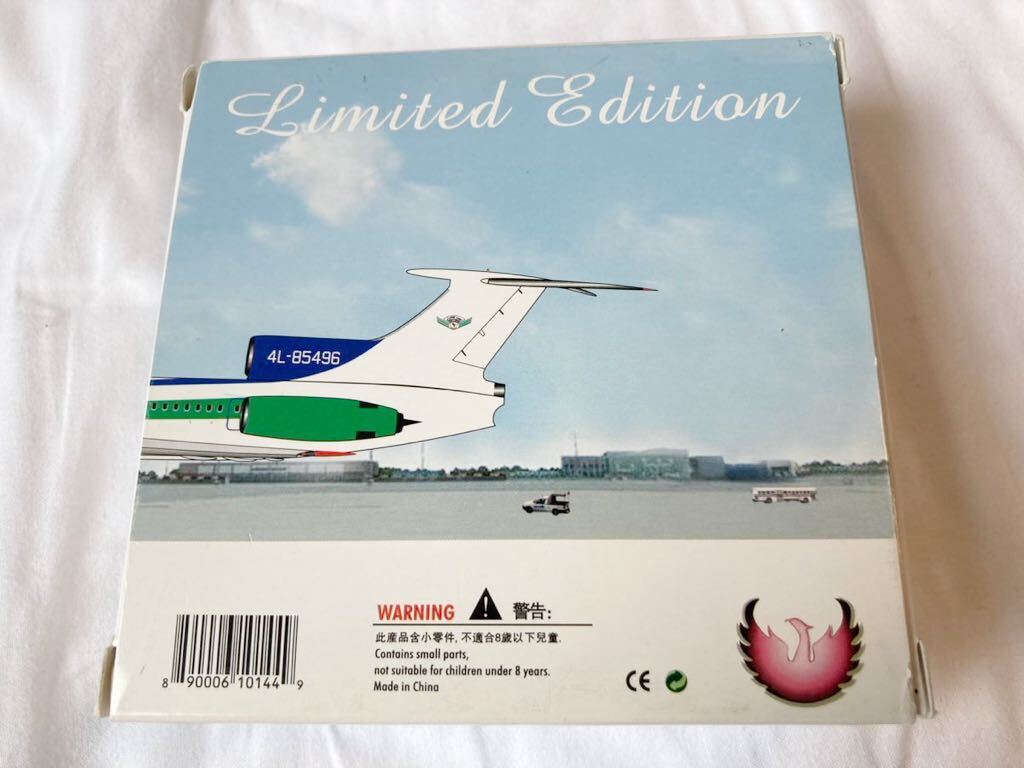 Limited Edition
4L-85496
WARNING 警告:
此産品含小零件, 不適合8歲以下兒童.
Contains small parts,
not suitable for children under 8 years.
Made in China
8 90006 10144 9
CE